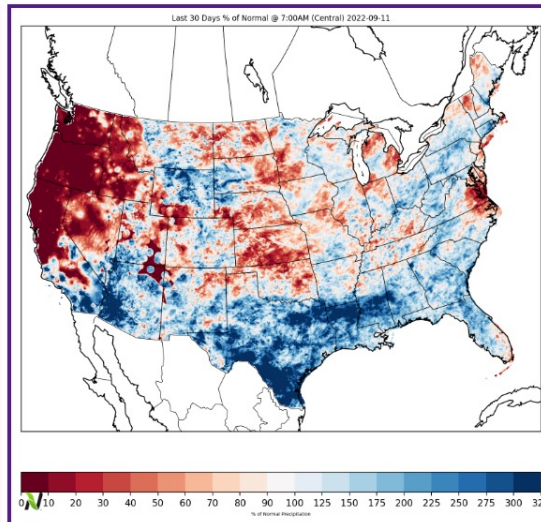 Last 30 Days % of Normal @ 7:00AM (Central) 2022-09-11
0 10 20 30 40 50 60 70 80 90 100 125 150 175 200 225 250 275 300 32
% of Normal Precipitation